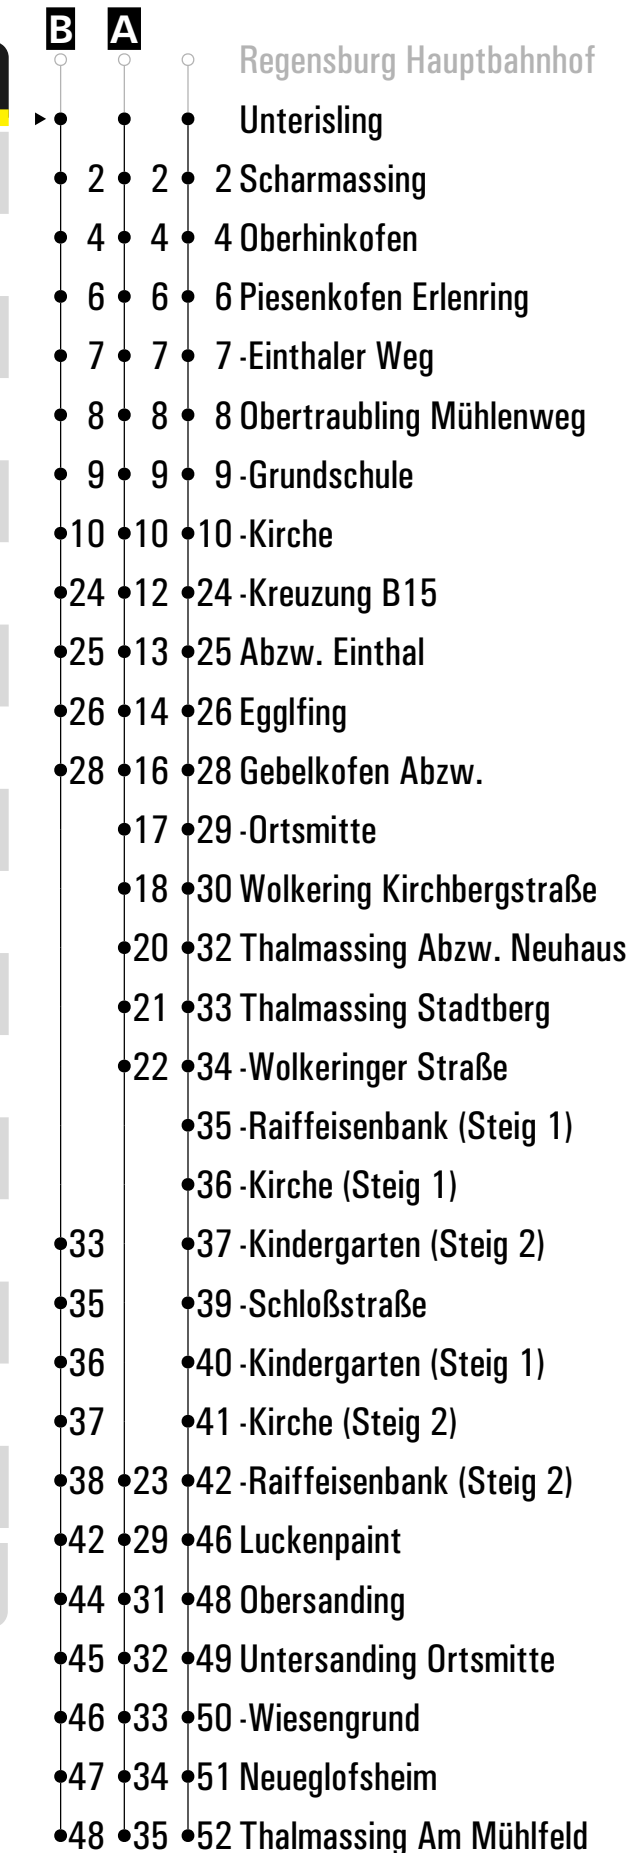 B A
Regensburg Hauptbahnhof
Unterisling
2 2 2 Scharmassing
4 4 4 Oberhinkofen
6 6 6 Piesenkofen Erlenring
7 7 7 -Einthaler Weg
8 8 8 Obertraubling Mühlenweg
9 9 9 -Grundschule
10 10 10 -Kirche
24 12 24 -Kreuzung B15
25 13 25 Abzw. Einthal
26 14 26 Egglfing
28 16 28 Gebelkofen Abzw.
17 29 -Ortsmitte
18 30 Wolkering Kirchbergstraße
20 32 Thalmassing Abzw. Neuhaus
21 33 Thalmassing Stadtberg
22 34 -Wolkeringer Straße
35 -Raiffeisenbank (Steig 1)
36 -Kirche (Steig 1)
33 37 -Kindergarten (Steig 2)
35 39 -Schloßstraße
36 40 -Kindergarten (Steig 1)
37 41 -Kirche (Steig 2)
38 23 42 -Raiffeisenbank (Steig 2)
42 29 46 Luckenpaint
44 31 48 Obersanding
45 32 49 Untersanding Ortsmitte
46 33 50 -Wiesengrund
47 34 51 Neueglofsheim
48 35 52 Thalmassing Am Mühlfeld